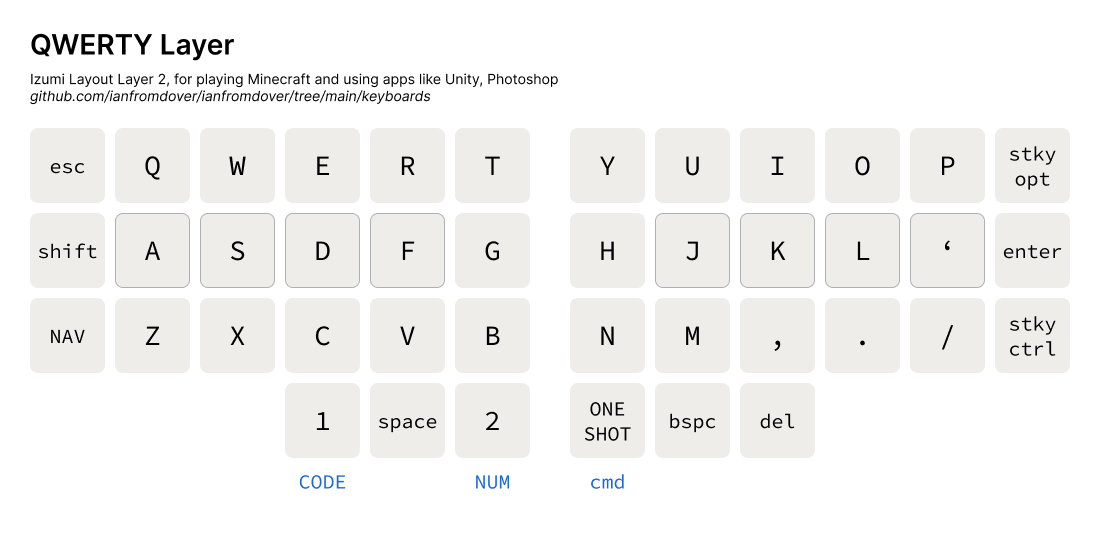 QWERTY Layer
Izumi Layout Layer 2, for playing Minecraft and using apps like Unity, Photoshop
github.com/ianfromdover/ianfromdover/tree/main/keyboards
esc Q W E R T Y U I O P stky opt
shift A S D F G H J K L ‘ enter
NAV Z X C V B N M , . / stky ctrl
1 space 2 ONE SHOT bspc del
CODE NUM cmd